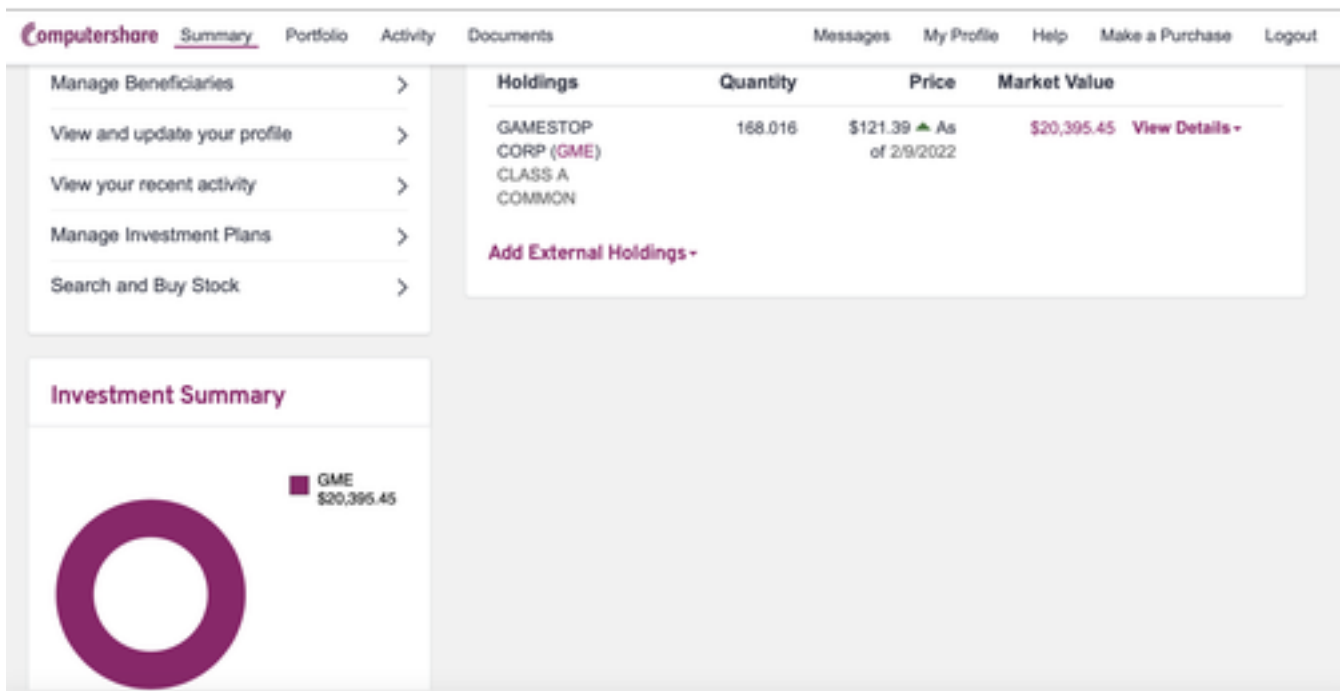 Computershare Summary Portfolio Activity Documents Messages My Profile Help Make a Purchase Logout
Manage Beneficiaries
View and update your profile
View your recent activity
Manage Investment Plans
Search and Buy Stock
Holdings Quantity Price Market Value
GAMESTOP 168.016 $121.39 As $20,395.45 View Details
CORP (GME) of 2/9/2022
CLASS A
COMMON
Add External Holdings
Investment Summary
GME
$20,395.45